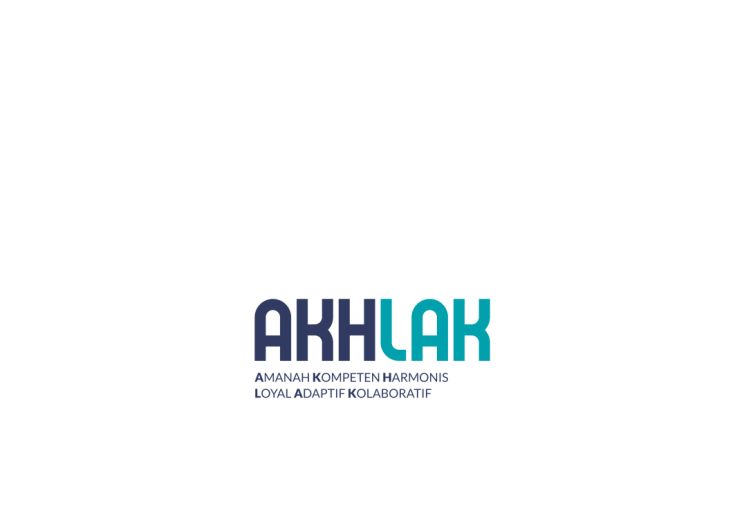 AKHLAK
AMANAH KOMPETEN HARMONIS
LOYAL ADAPTIF KOLABORATIF